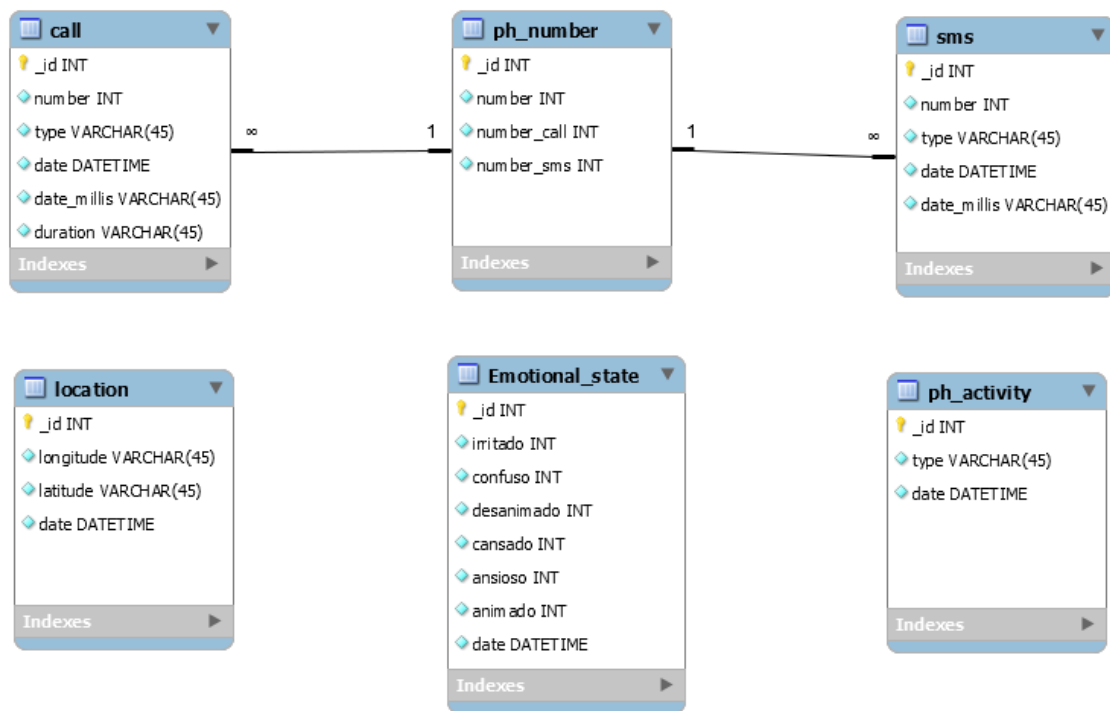 call
_id INT
number INT
type VARCHAR(45)
date DATETIME
date_millis VARCHAR(45)
duration VARCHAR(45)
Indexes
∞
1
ph_number
_id INT
number INT
number_call INT
number_sms INT
Indexes
1
∞
sms
_id INT
number INT
type VARCHAR(45)
date DATETIME
date_millis VARCHAR(45)
Indexes
location
_id INT
longitude VARCHAR(45)
latitude VARCHAR(45)
date DATETIME
Indexes
Emotional_state
_id INT
irritado INT
confuso INT
desanimado INT
cansado INT
ansioso INT
animado INT
date DATETIME
Indexes
ph_activity
_id INT
type VARCHAR(45)
date DATETIME
Indexes